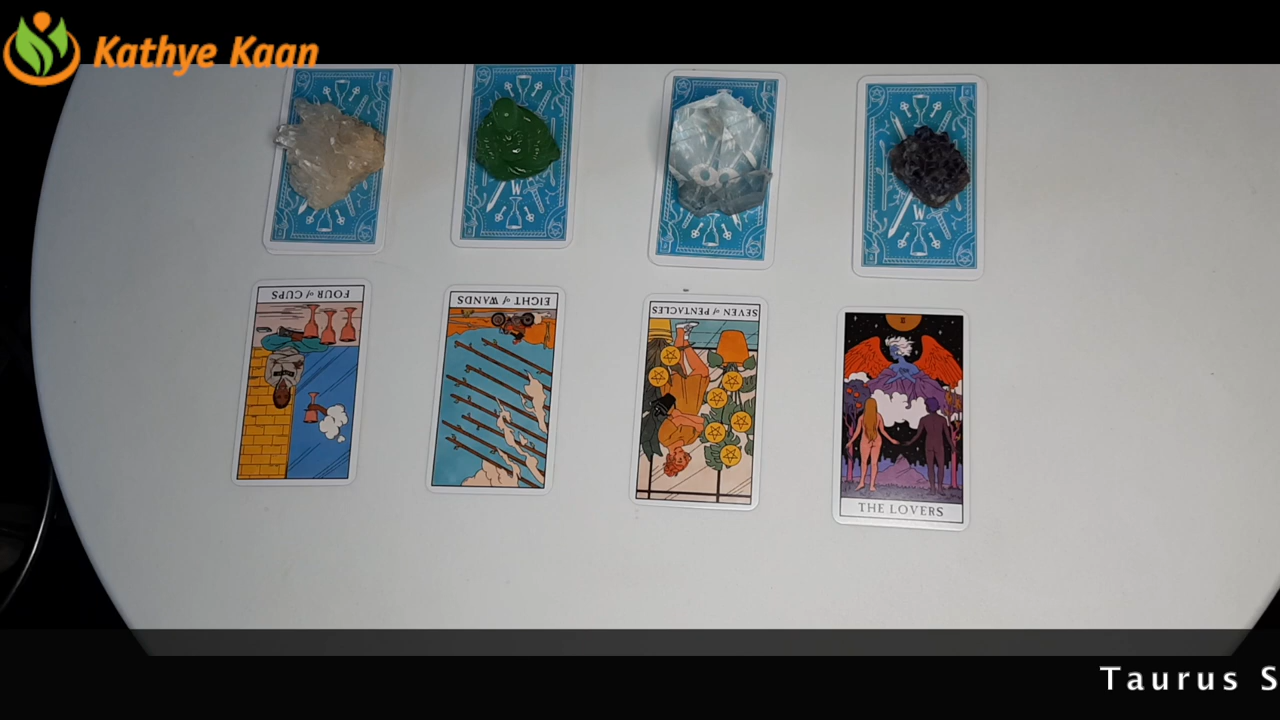 Kathye Kaan
W
W
FOUR of CUPS
EIGHT of WANDS
SEVEN of PENTACLES
THE LOVERS
Taurus S